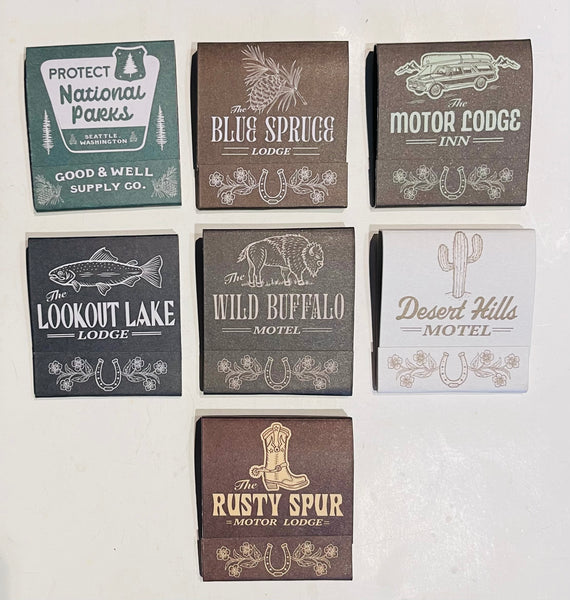 PROTECT
National
Parks
SEATTLE
WASHINGTON
GOOD & WELL
SUPPLY CO.
The
BLUE SPRUCE
LODGE
The
MOTOR LODGE
INN
The
LOOKOUT LAKE
LODGE
The
WILD BUFFALO
MOTEL
Desert Hills
MOTEL
The
RUSTY SPUR
MOTOR LODGE